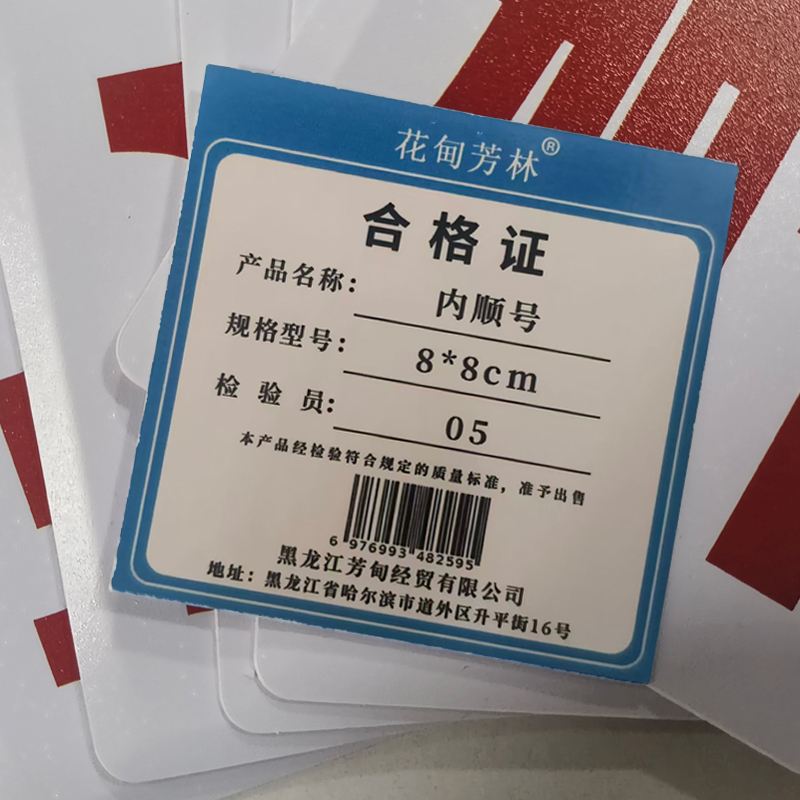 花甸芳林®
合格证
产品名称：内顺号
规格型号：8*8cm
检 验 员：05
本产品经检验符合规定的质量标准，准予出售
6 976993 482595
黑龙江芳甸经贸有限公司
地址：黑龙江省哈尔滨市道外区升平街16号